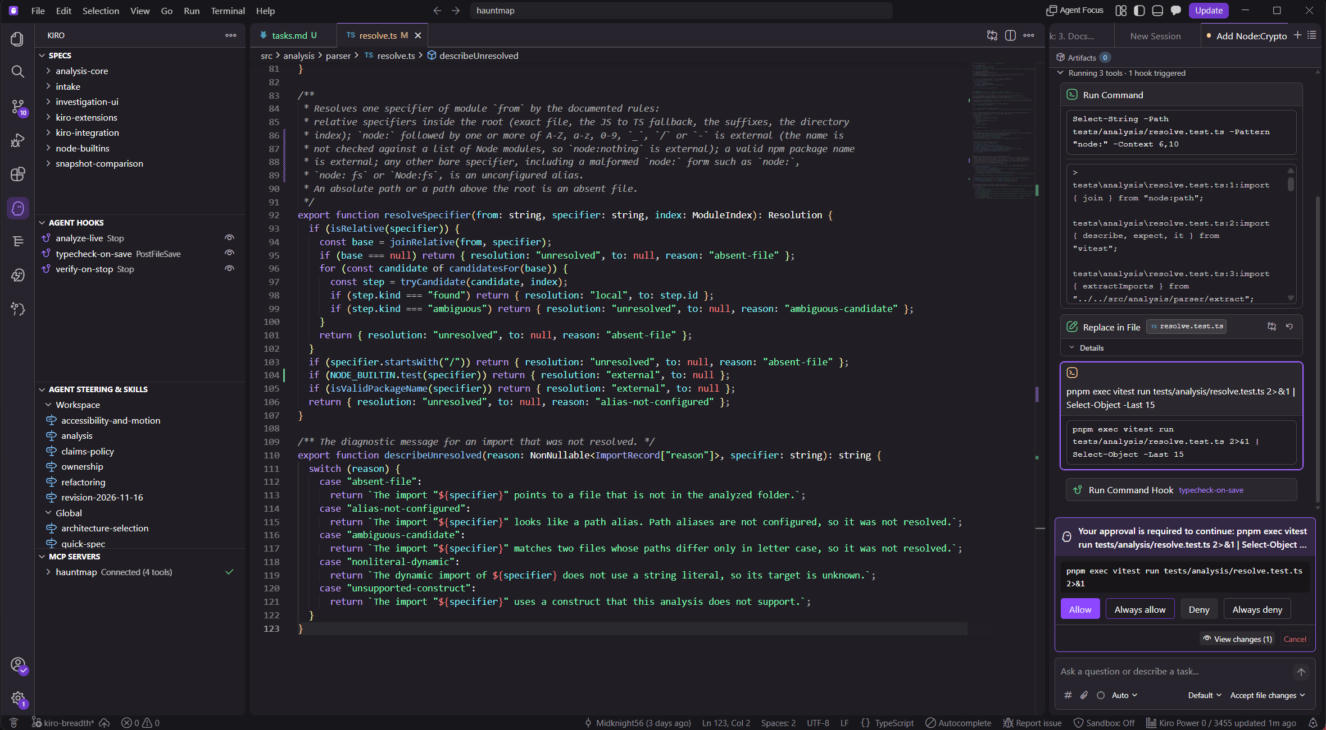 File Edit Selection View Go Run Terminal Help
hauntmap
Agent Focus
Update
KIRO
SPECS
analysis-core
intake
investigation-ui
kiro-extensions
kiro-integration
node-builtins
snapshot-comparison
AGENT HOOKS
analyze-live Stop
typecheck-on-save PostFileSave
verify-on-stop Stop
AGENT STEERING & SKILLS
Workspace
accessibility-and-motion
analysis
claims-policy
ownership
refactoring
revision-2026-11-16
Global
architecture-selection
quick-spec
MCP SERVERS
hauntmap Connected (4 tools)
10
1
tasks.md U
TS resolve.ts M
src > analysis > parser > TS resolve.ts > describeUnresolved
81 }
82
83 /**
84 * Resolves one specifier of module `from` by the documented rules:
85 * relative specifiers inside the root (exact file, the JS to TS fallback, the suffixes, the directory
86 * index); `node:` followed by one or more of A-Z, a-z, 0-9, `_`, `/` or `-` is external (the name is
87 * not checked against a list of Node modules, so `node:nothing` is external); a valid npm package name
88 * is external; any other bare specifier, including a malformed `node:` form such as `node:`,
89 * `node: fs` or `Node:fs`, is an unconfigured alias.
90 * An absolute path or a path above the root is an absent file.
91 */
92 export function resolveSpecifier(from: string, specifier: string, index: ModuleIndex): Resolution {
93 if (isRelative(specifier)) {
94 const base = joinRelative(from, specifier);
95 if (base === null) return { resolution: "unresolved", to: null, reason: "absent-file" };
96 for (const candidate of candidatesFor(base)) {
97 const step = tryCandidate(candidate, index);
98 if (step.kind === "found") return { resolution: "local", to: step.id };
99 if (step.kind === "ambiguous") return { resolution: "unresolved", to: null, reason: "ambiguous-candidate" };
100 }
101 return { resolution: "unresolved", to: null, reason: "absent-file" };
102 }
103 if (specifier.startsWith("/")) return { resolution: "unresolved", to: null, reason: "absent-file" };
104 if (NODE_BUILTIN.test(specifier)) return { resolution: "external", to: null };
105 if (isValidPackageName(specifier)) return { resolution: "external", to: null };
106 return { resolution: "unresolved", to: null, reason: "alias-not-configured" };
107 }
108
109 /** The diagnostic message for an import that was not resolved. */
110 export function describeUnresolved(reason: NonNullable<ImportRecord["reason"]>, specifier: string): string {
111 switch (reason) {
112 case "absent-file":
113 return `The import "${specifier}" points to a file that is not in the analyzed folder.`;
114 case "alias-not-configured":
115 return `The import "${specifier}" looks like a path alias. Path aliases are not configured, so it was not resolved.`;
116 case "ambiguous-candidate":
117 return `The import "${specifier}" matches two files whose paths differ only in letter case, so it was not resolved.`;
118 case "nonliteral-dynamic":
119 return `The dynamic import of ${specifier} does not use a string literal, so its target is unknown.`;
120 case "unsupported-construct":
121 return `The import "${specifier}" uses a construct that this analysis does not support.`;
122 }
123 }
k: 3. Docs... New Session Add Node:Crypto
Artifacts 0
Running 3 tools · 1 hook triggered
Run Command
Select-String -Path
tests/analysis/resolve.test.ts -Pattern
"node:" -Context 6,10
>
tests\analysis\resolve.test.ts:1:import
{ join } from "node:path";
tests\analysis\resolve.test.ts:2:import
{ describe, expect, it } from
"vitest";
tests\analysis\resolve.test.ts:3:import
{ extractImports } from
"../../src/analysis/parser/extract";
Replace in File TS resolve.test.ts
Details
pnpm exec vitest run tests/analysis/resolve.test.ts 2>&1 |
Select-Object -Last 15
pnpm exec vitest run
tests/analysis/resolve.test.ts 2>&1 |
Select-Object -Last 15
Run Command Hook typecheck-on-save
Your approval is required to continue: pnpm exec vitest
run tests/analysis/resolve.test.ts 2>&1 | Select-Object ...
pnpm exec vitest run tests/analysis/resolve.test.ts
2>&1
Allow Always allow Deny Always deny
View changes (1) Cancel
Ask a question or describe a task...
# Auto Default Accept file changes
kiro-breadth* 0 0 Midknight56 (3 days ago) Ln 123, Col 2 Spaces: 2 UTF-8 LF {} TypeScript Autocomplete Report issue Sandbox: Off Kiro Power 0 / 3455 updated 1m ago